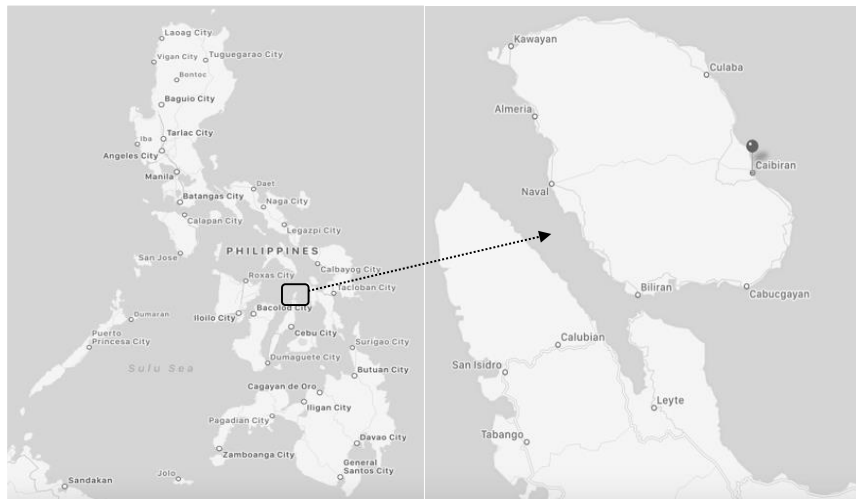 Laoag City
Vigan City
Tuguegarao City
Bontoc
Baguio City
Iba
Tarlac City
Angeles City
Manila
Daet
Batangas City
Naga City
Calapan City
Legazpi City
PHILIPPINES
San Jose
Calbayog City
Roxas City
Tacloban City
Bacolod City
Iloilo City
Dumaran
Cebu City
Puerto
Princesa City
Surigao City
Dumaguete City
Sulu Sea
Butuan City
Cagayan de Oro
Iligan City
Pagadian City
Davao City
Zamboanga City
General
Santos City
Jolo
Sandakan
Kawayan
Culaba
Almeria
Caibiran
Naval
Biliran
Cabucgayan
Calubian
San Isidro
Leyte
Tabango